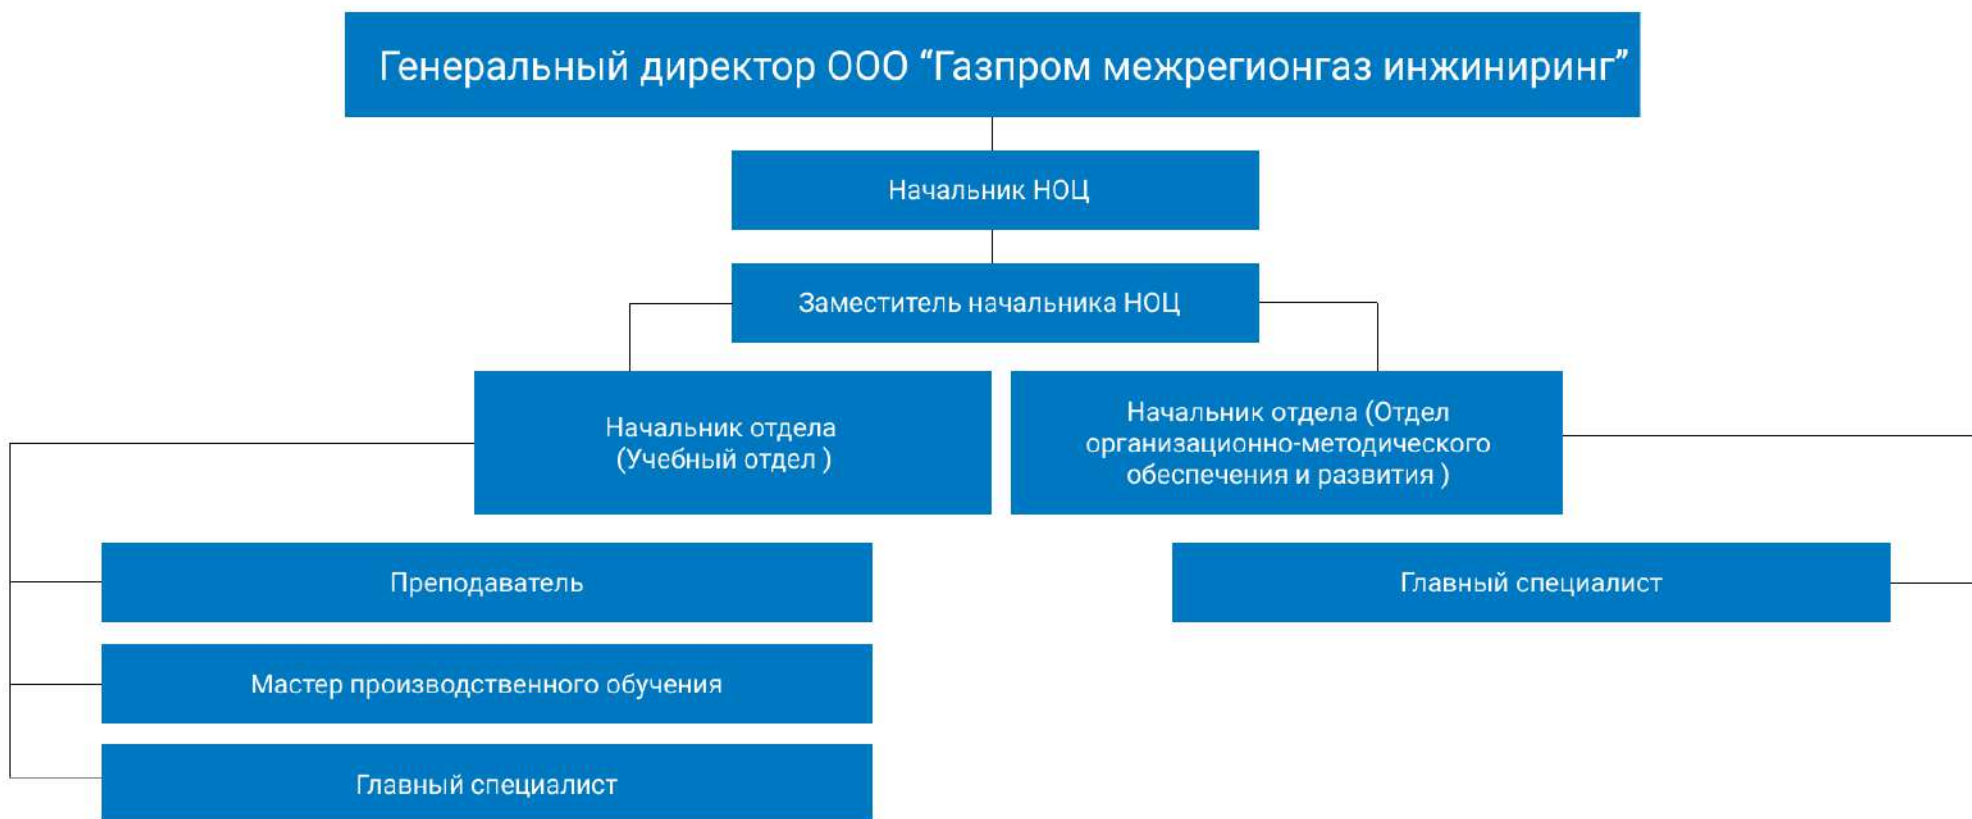 Генеральный директор ООО “Газпром межрегионгаз инжиниринг”
Начальник НОЦ
Заместитель начальника НОЦ
Начальник отдела
(Учебный отдел )
Начальник отдела (Отдел
организационно-методического
обеспечения и развития )
Преподаватель
Главный специалист
Мастер производственного обучения
Главный специалист